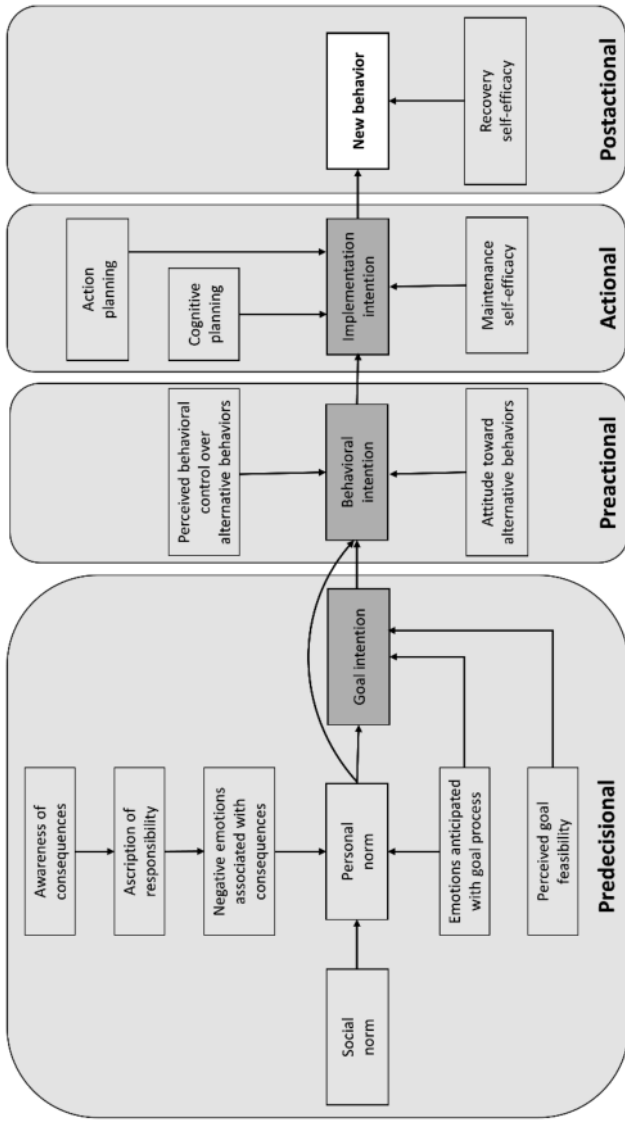 Awareness of
consequences
Ascription of
responsibility
Negative emotions
associated with
consequences
Social
norm
Personal
norm
Goal intention
Emotions anticipated
with goal process
Perceived goal
feasibility
Predecisional
Perceived behavioral
control over
alternative behaviors
Behavioral
intention
Attitude toward
alternative behaviors
Preactional
Action
planning
Cognitive
planning
Implementation
intention
Maintenance
self-efficacy
Actional
New behavior
Recovery
self-efficacy
Postactional